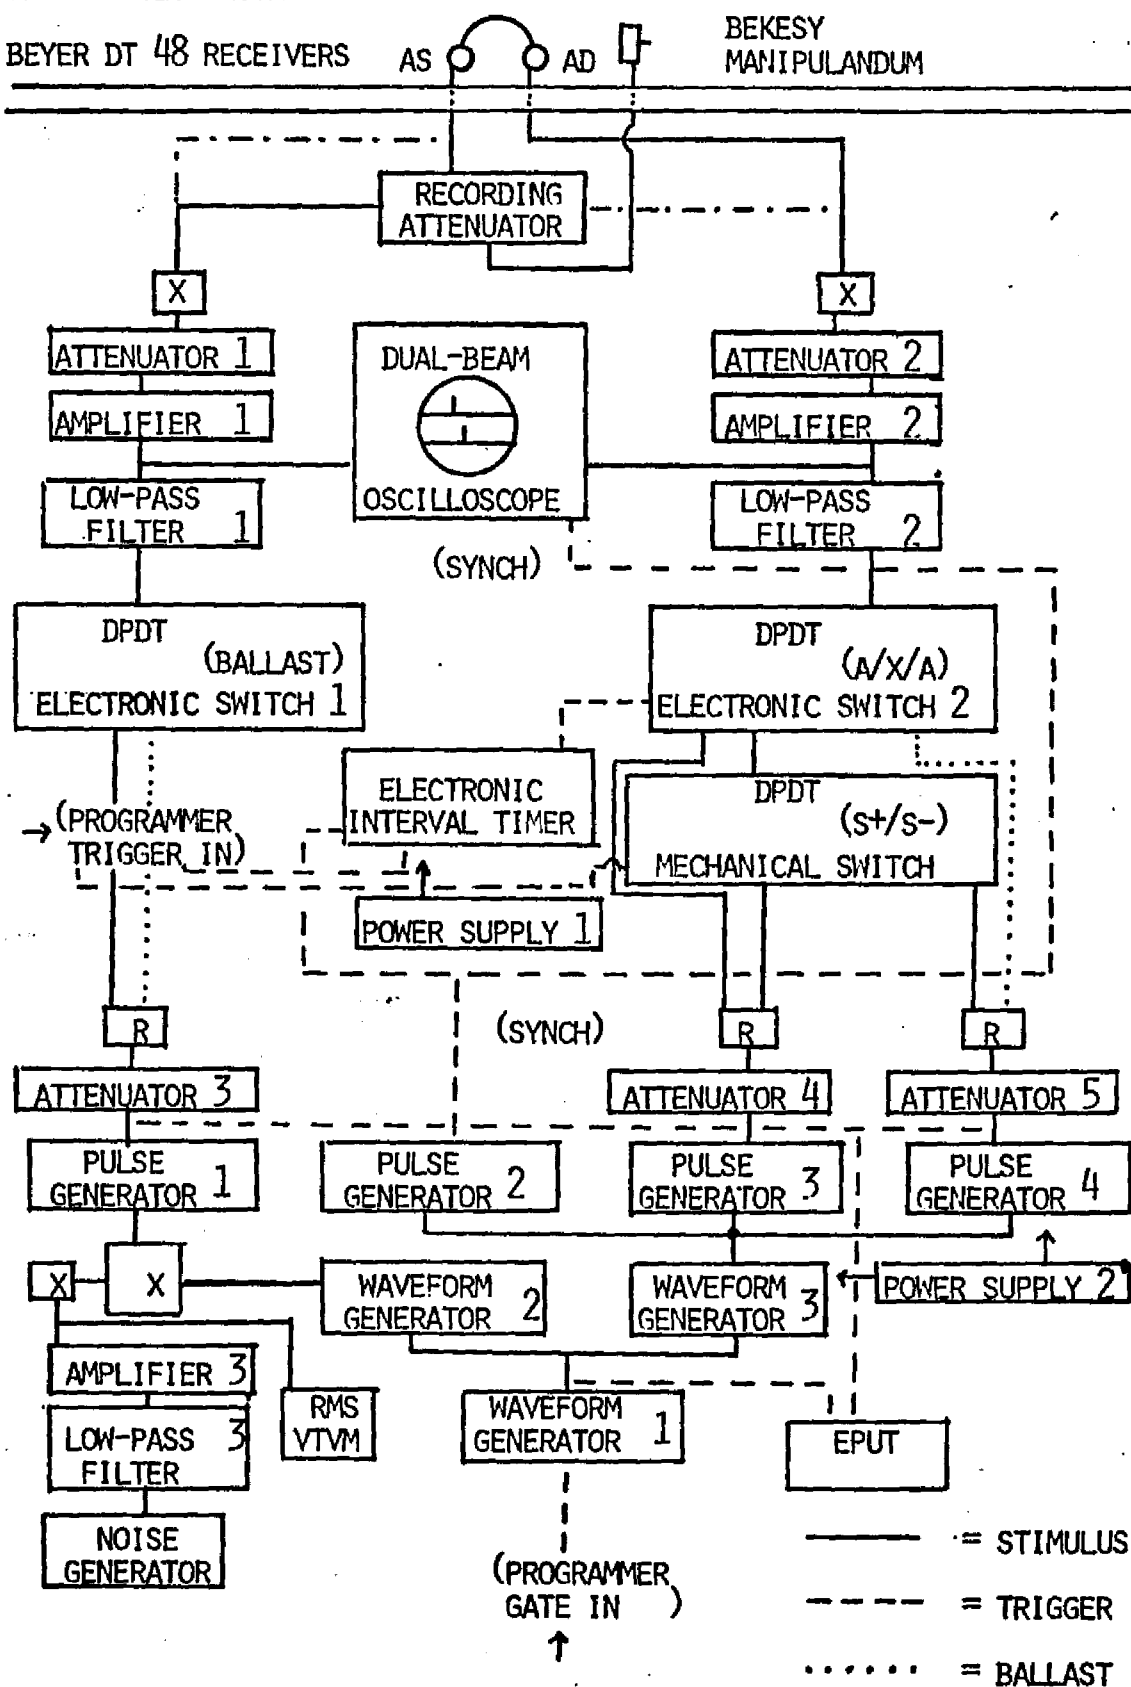 BEYER DT 48 RECEIVERS
AS
AD
BEKESY
MANIPULANDUM
RECORDING
ATTENUATOR
X
X
ATTENUATOR 1
AMPLIFIER 1
LOW-PASS
FILTER 1
DUAL-BEAM
OSCILLOSCOPE
(SYNCH)
ATTENUATOR 2
AMPLIFIER 2
LOW-PASS
FILTER 2
DPDT
(BALLAST)
ELECTRONIC SWITCH 1
DPDT
(A/X/A)
ELECTRONIC SWITCH 2
→(PROGRAMMER
TRIGGER IN)
ELECTRONIC
INTERVAL TIMER
POWER SUPPLY 1
DPDT
(S+/S-)
MECHANICAL SWITCH
(SYNCH)
R
R
R
ATTENUATOR 3
ATTENUATOR 4
ATTENUATOR 5
PULSE
GENERATOR 1
PULSE
GENERATOR 2
PULSE
GENERATOR 3
PULSE
GENERATOR 4
X
X
WAVEFORM
GENERATOR 2
WAVEFORM
GENERATOR 3
POWER SUPPLY 2
AMPLIFIER 3
LOW-PASS 3
FILTER
RMS
VTVM
WAVEFORM
GENERATOR 1
EPUT
NOISE
GENERATOR
(PROGRAMMER
GATE IN )
= STIMULUS
= TRIGGER
= BALLAST